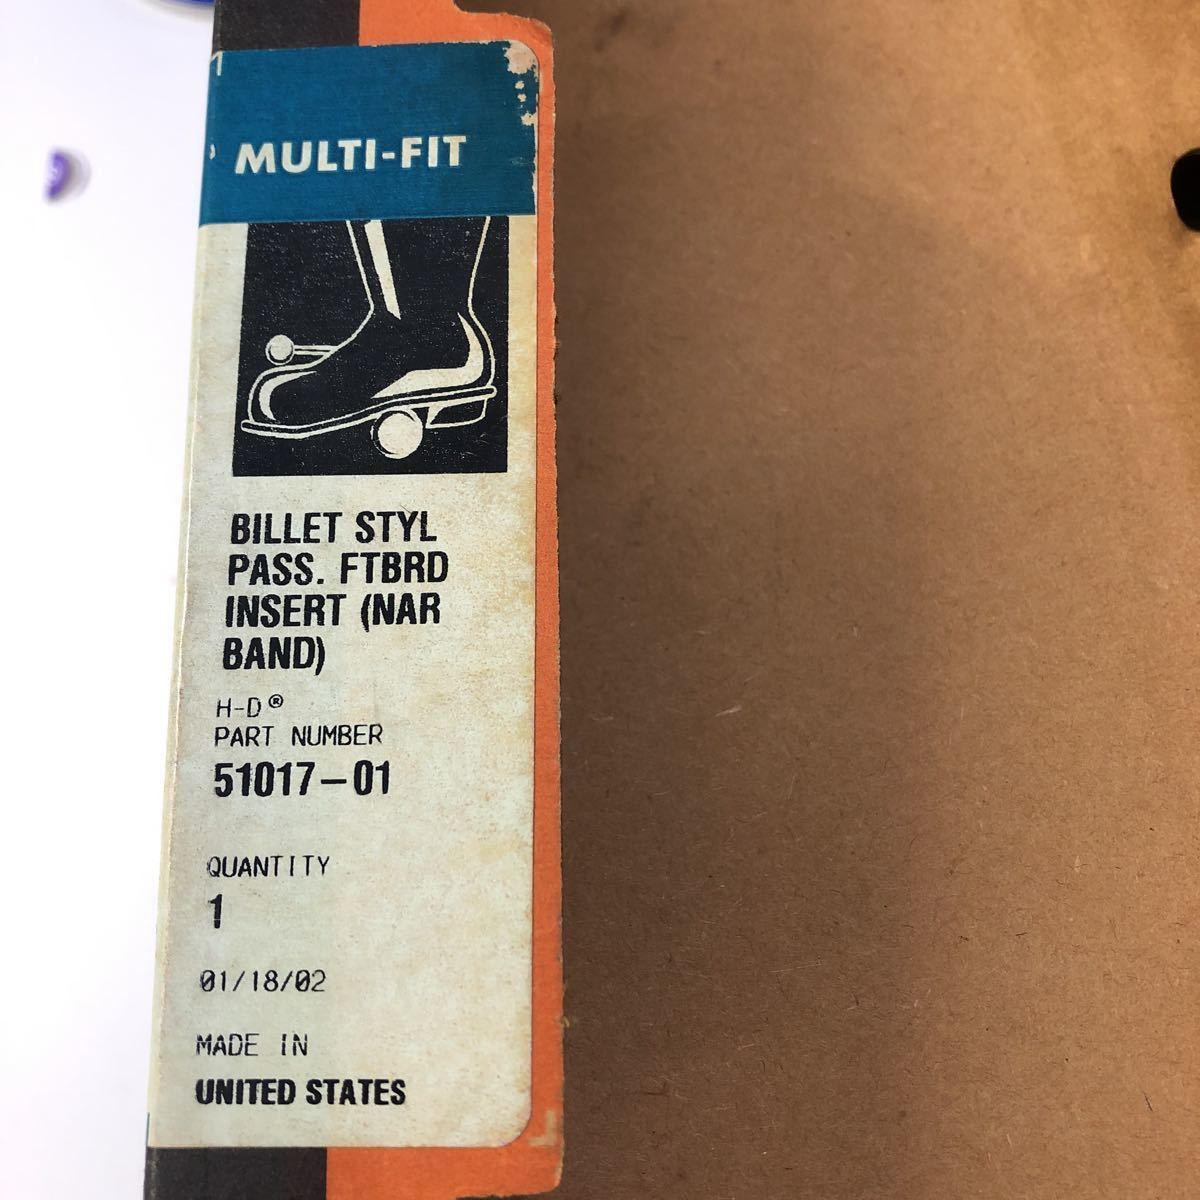 MULTI-FIT
BILLET STYL
PASS. FTBRD
INSERT (NAR
BAND)
H-D®
PART NUMBER
51017-01
QUANTITY
1
01/18/02
MADE IN
UNITED STATES